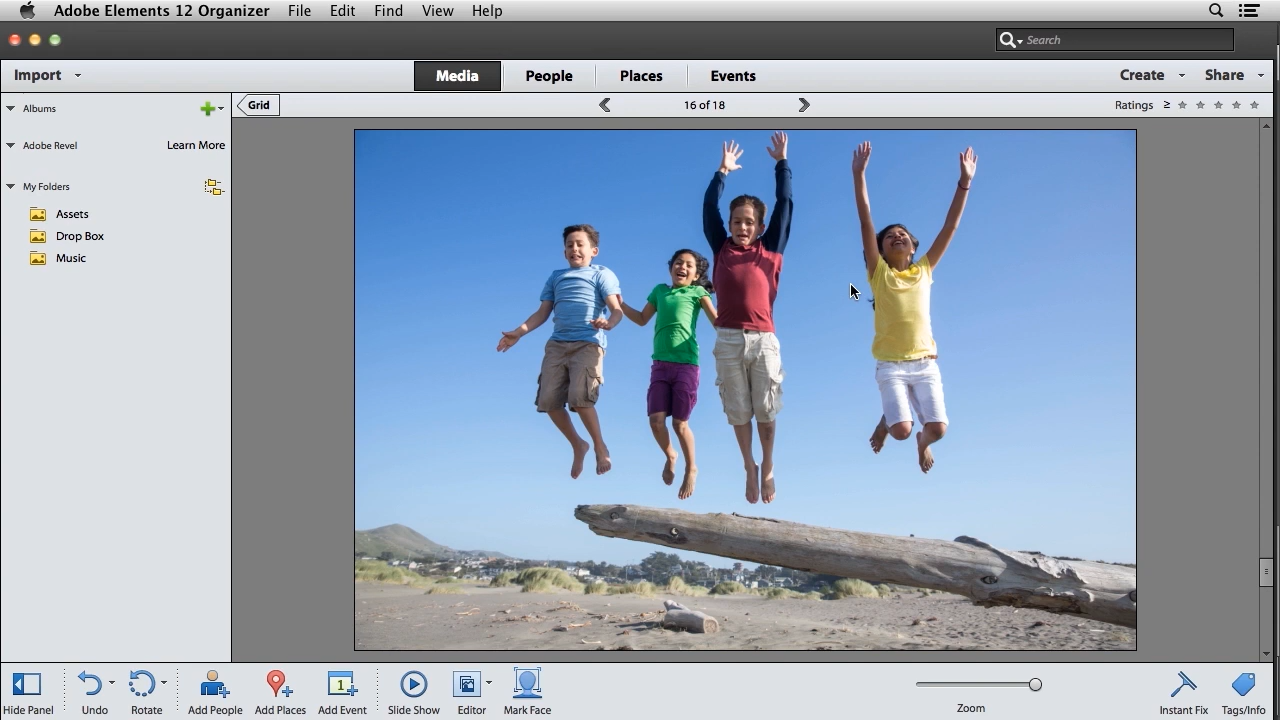 Adobe Elements 12 Organizer File Edit Find View Help
Search
Import Media People Places Events Create Share
Albums Grid 16 of 18 Ratings ≥
Adobe Revel Learn More
My Folders
Assets
Drop Box
Music
Hide Panel Undo Rotate Add People Add Places 1 Add Event Slide Show Editor Mark Face Zoom Instant Fix Tags/Info